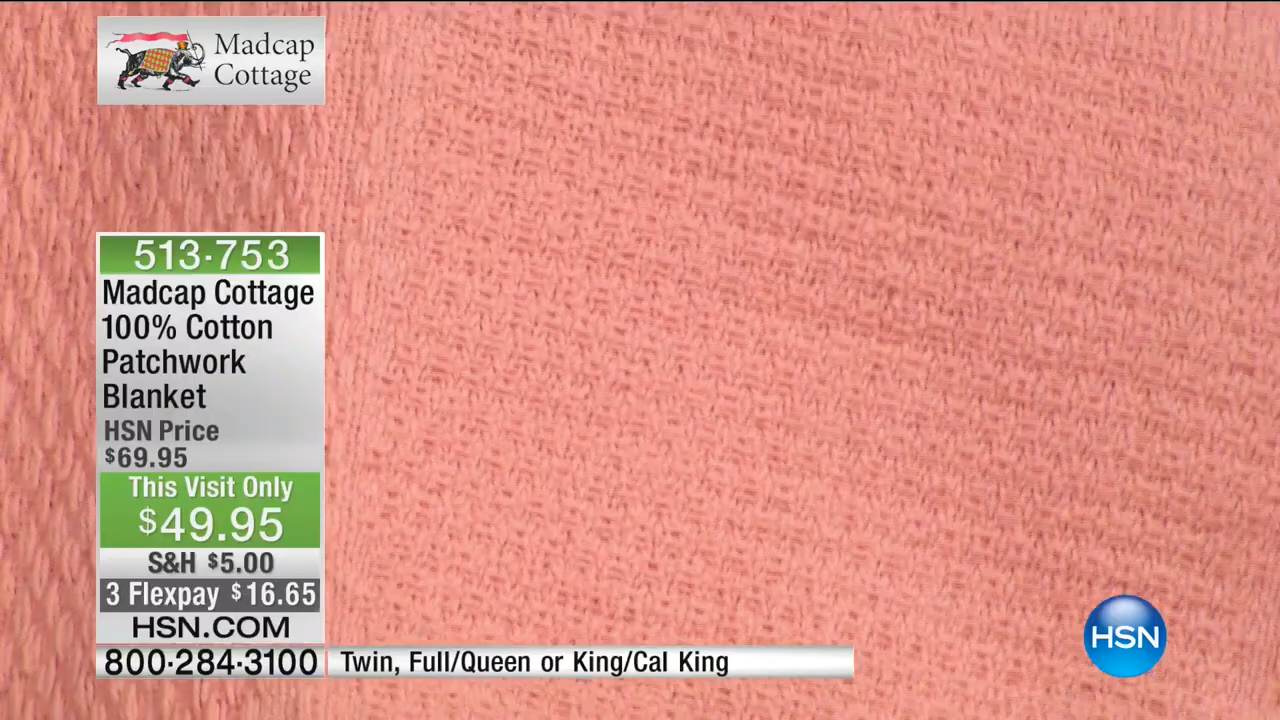 Madcap
Cottage
513·753
Madcap Cottage
100% Cotton
Patchwork
Blanket
HSN Price
$69.95
This Visit Only
$49.95
S&H $5.00
3 Flexpay $16.65
HSN.COM
800·284·3100
Twin, Full/Queen or King/Cal King
HSN